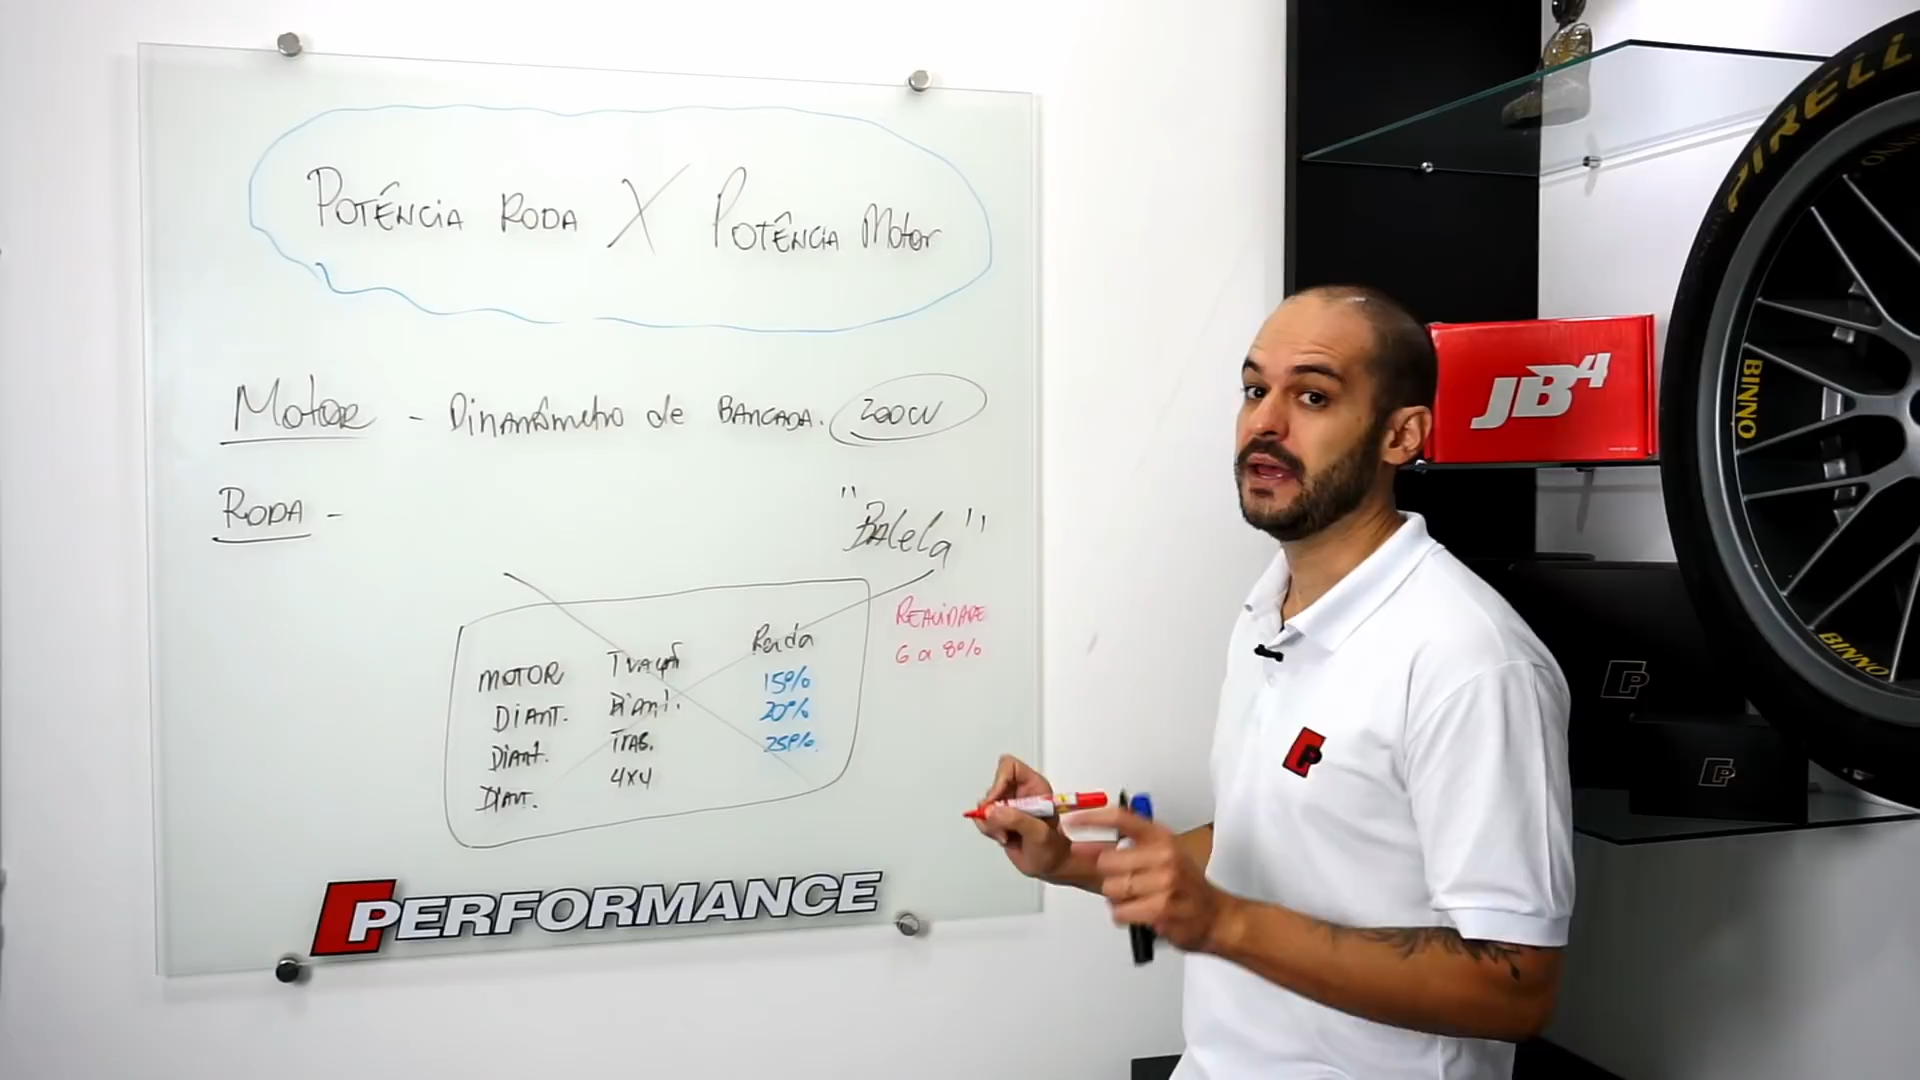 POTÊNCIA RODA X POTÊNCIA MOTOR
MOTOR - DINAMÔMETRO de BANCADA. 200CV
RODA -
"BALELA"
REALIDADE
6 a 8%
MOTOR TRAÇÃO Perda
DIANT. DIANT. 15%
DIANT. TRAS. 20%
DIANT. 4X4 25%
PERFORMANCE
JB4
PIRELLI
BINNO
BINNO
P
P
P